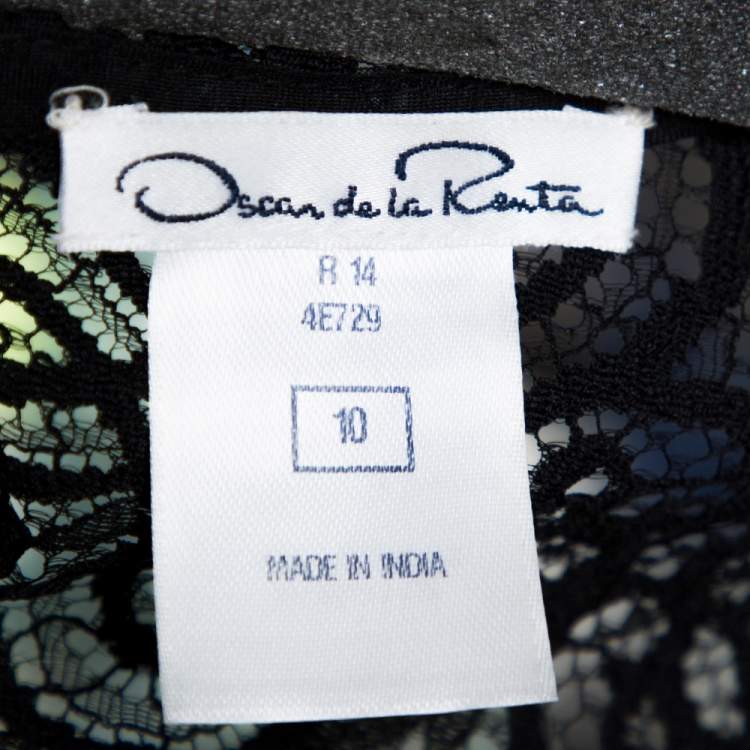 Oscar de la Renta
R 14
4E729
10
MADE IN INDIA